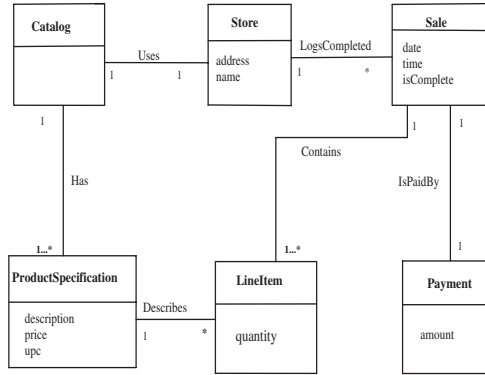 Catalog
Store
Sale
Uses
LogsCompleted
address
name
date
time
isComplete
1
1
1
*
1
1
1
Contains
Has
IsPaidBy
1...*
1...*
1
ProductSpecification
LineItem
Payment
Describes
description
price
upc
quantity
amount
1
*